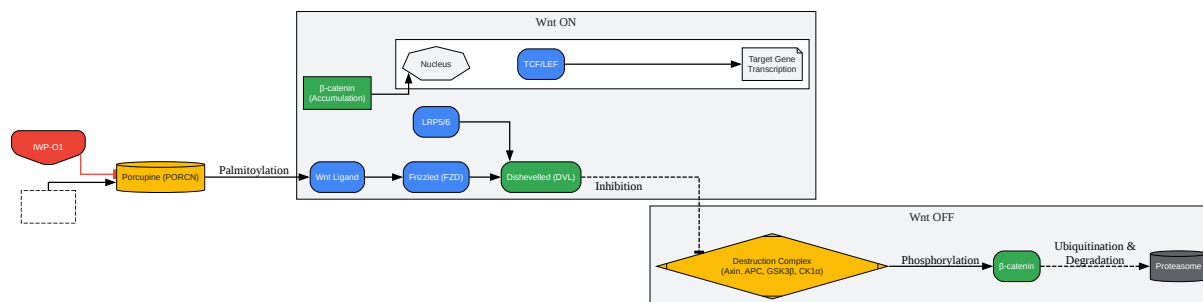 Wnt ON
Nucleus
TCF/LEF
Target Gene
Transcription
β-catenin
(Accumulation)
LRP5/6
IWP-O1
Porcupine (PORCN)
Palmitoylation
Wnt Ligand
Frizzled (FZD)
Dishevelled (DVL)
Inhibition
Wnt OFF
Destruction Complex
(Axin, APC, GSK3β, CK1α)
Phosphorylation
β-catenin
Ubiquitination &
Degradation
Proteasome